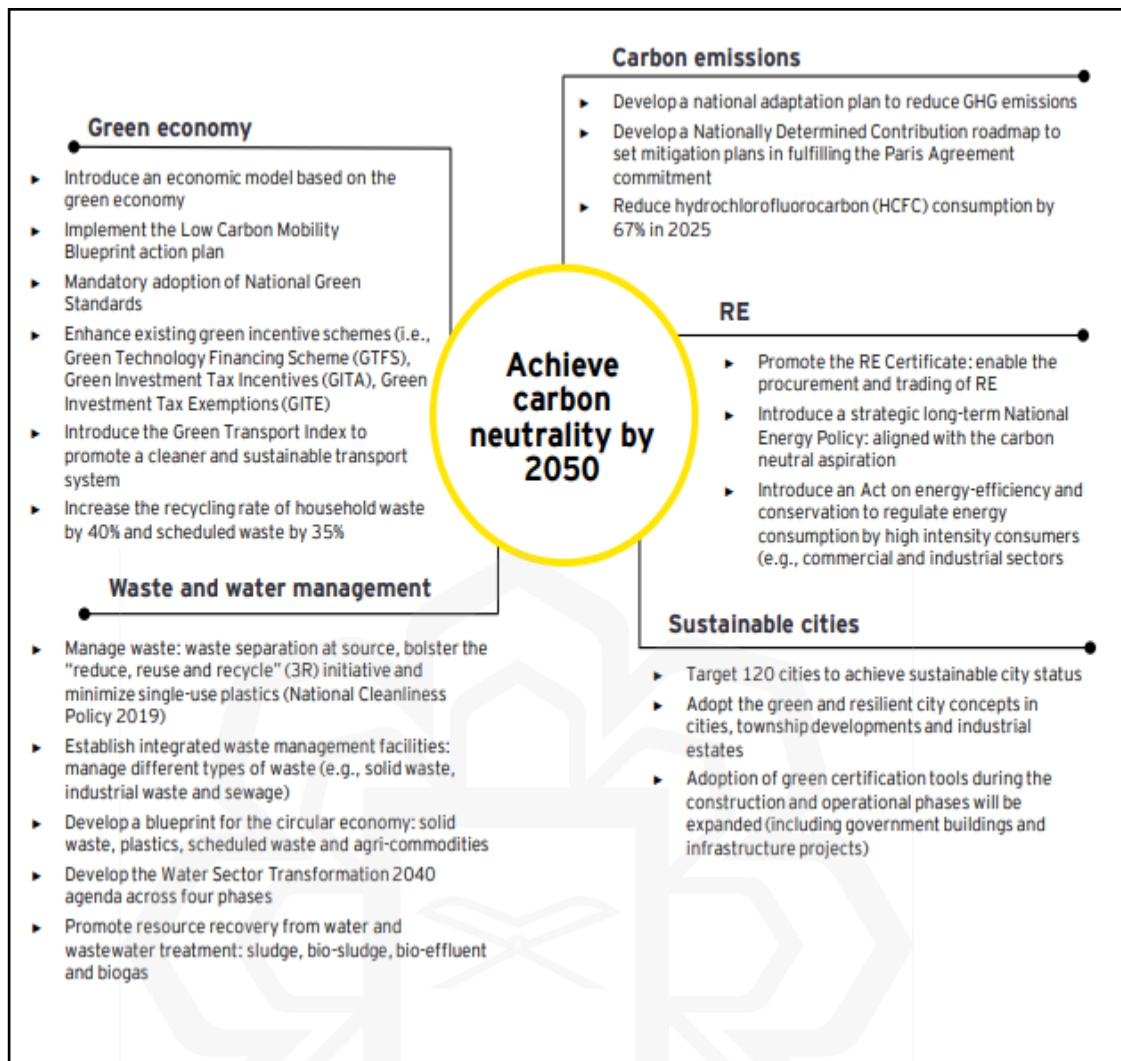 Carbon emissions
► Develop a national adaptation plan to reduce GHG emissions
► Develop a Nationally Determined Contribution roadmap to
set mitigation plans in fulfilling the Paris Agreement
commitment
► Reduce hydrochlorofluorocarbon (HCFC) consumption by
67% in 2025
Green economy
► Introduce an economic model based on the
green economy
► Implement the Low Carbon Mobility
Blueprint action plan
► Mandatory adoption of National Green
Standards
► Enhance existing green incentive schemes (i.e.,
Green Technology Financing Scheme (GTFS),
Green Investment Tax Incentives (GITA), Green
Investment Tax Exemptions (GITE)
► Introduce the Green Transport Index to
promote a cleaner and sustainable transport
system
► Increase the recycling rate of household waste
by 40% and scheduled waste by 35%
Achieve
carbon
neutrality by
2050
RE
► Promote the RE Certificate: enable the
procurement and trading of RE
► Introduce a strategic long-term National
Energy Policy: aligned with the carbon
neutral aspiration
► Introduce an Act on energy-efficiency and
conservation to regulate energy
consumption by high intensity consumers
(e.g., commercial and industrial sectors
Waste and water management
► Manage waste: waste separation at source, bolster the
"reduce, reuse and recycle" (3R) initiative and
minimize single-use plastics (National Cleanliness
Policy 2019)
► Establish integrated waste management facilities:
manage different types of waste (e.g., solid waste,
industrial waste and sewage)
► Develop a blueprint for the circular economy: solid
waste, plastics, scheduled waste and agri-commodities
► Develop the Water Sector Transformation 2040
agenda across four phases
► Promote resource recovery from water and
wastewater treatment: sludge, bio-sludge, bio-effluent
and biogas
Sustainable cities
► Target 120 cities to achieve sustainable city status
► Adopt the green and resilient city concepts in
cities, township developments and industrial
estates
► Adoption of green certification tools during the
construction and operational phases will be
expanded (including government buildings and
infrastructure projects)